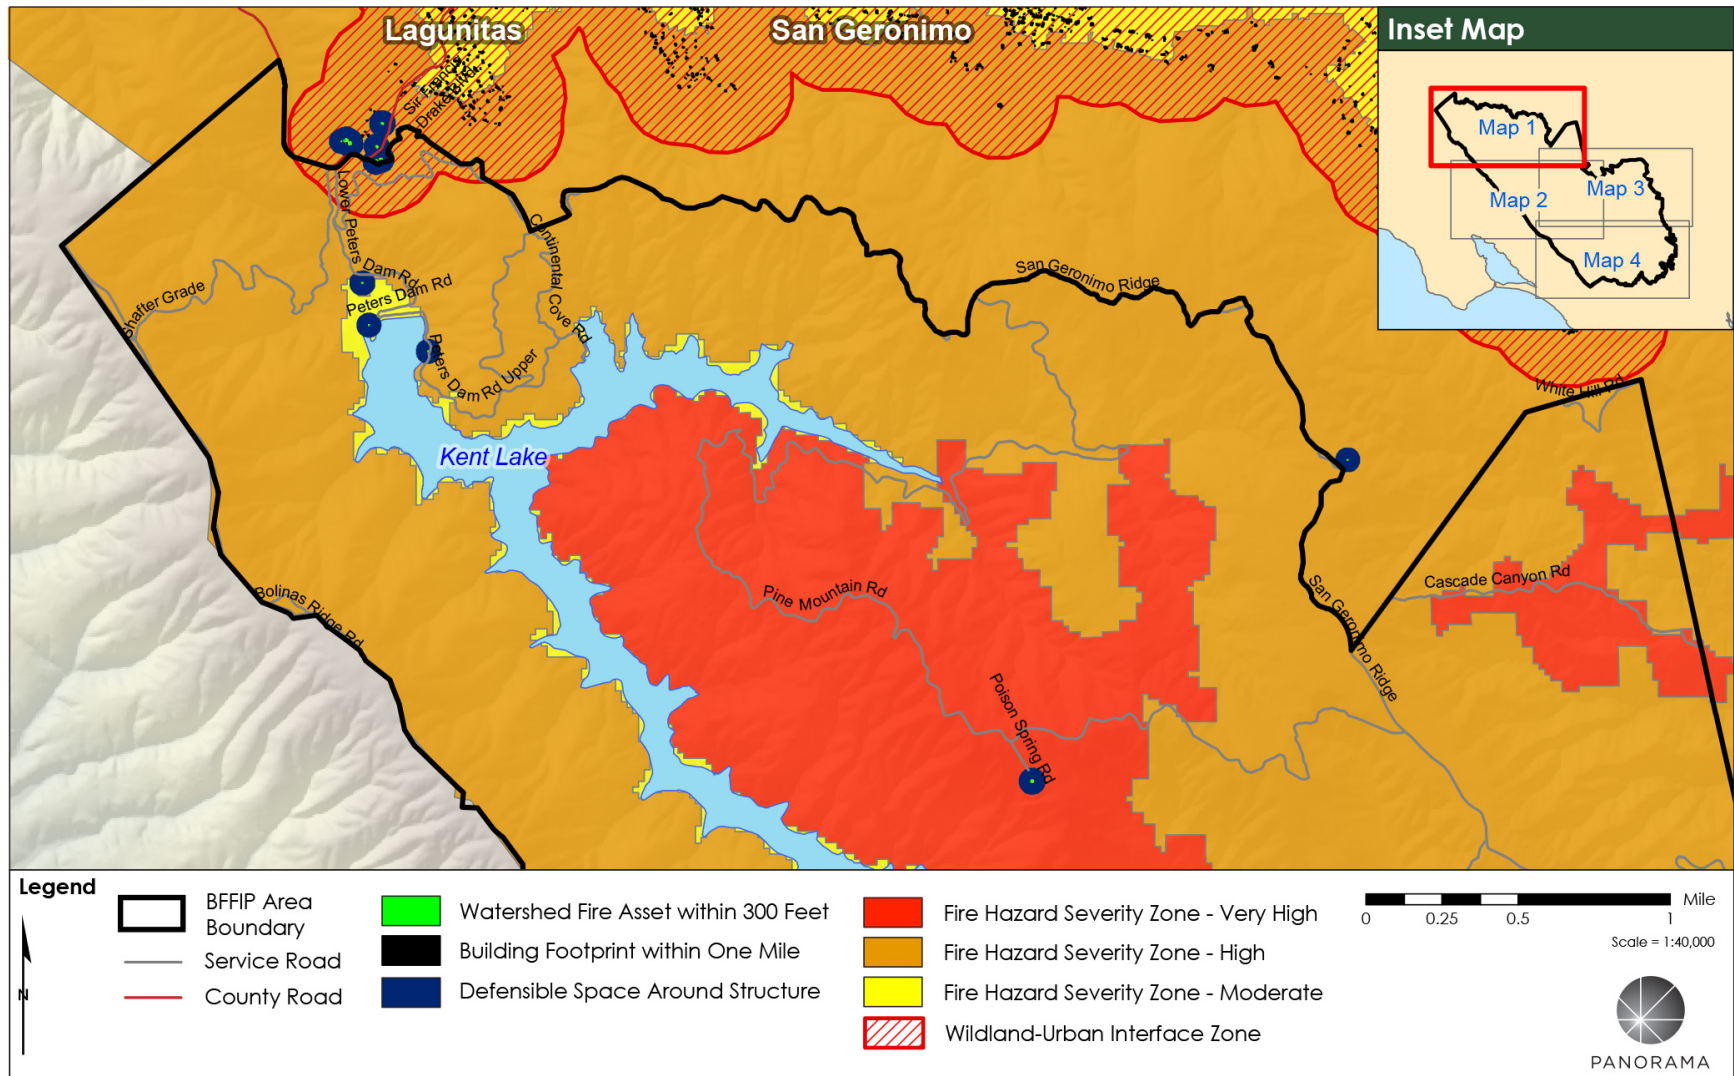 Lagunitas
San Geronimo
Inset Map
Map 1
Map 2
Map 3
Map 4
Sir Francis
Drake Blvd
Lower Peters
Dam Rd
Peters Dam Rd
Continental Cove Rd
Shafter Grade
Peters Dam Rd Upper
San Geronimo Ridge
White Hill Rd
Kent Lake
Bolinas Ridge Rd
Pine Mountain Rd
Poison Spring Rd
Cascade Canyon Rd
San Geronimo Ridge
Legend
N
BFFIP Area
Boundary
Service Road
County Road
Watershed Fire Asset within 300 Feet
Building Footprint within One Mile
Defensible Space Around Structure
Fire Hazard Severity Zone - Very High
Fire Hazard Severity Zone - High
Fire Hazard Severity Zone - Moderate
Wildland-Urban Interface Zone
Mile
0 0.25 0.5 1
Scale = 1:40,000
PANORAMA